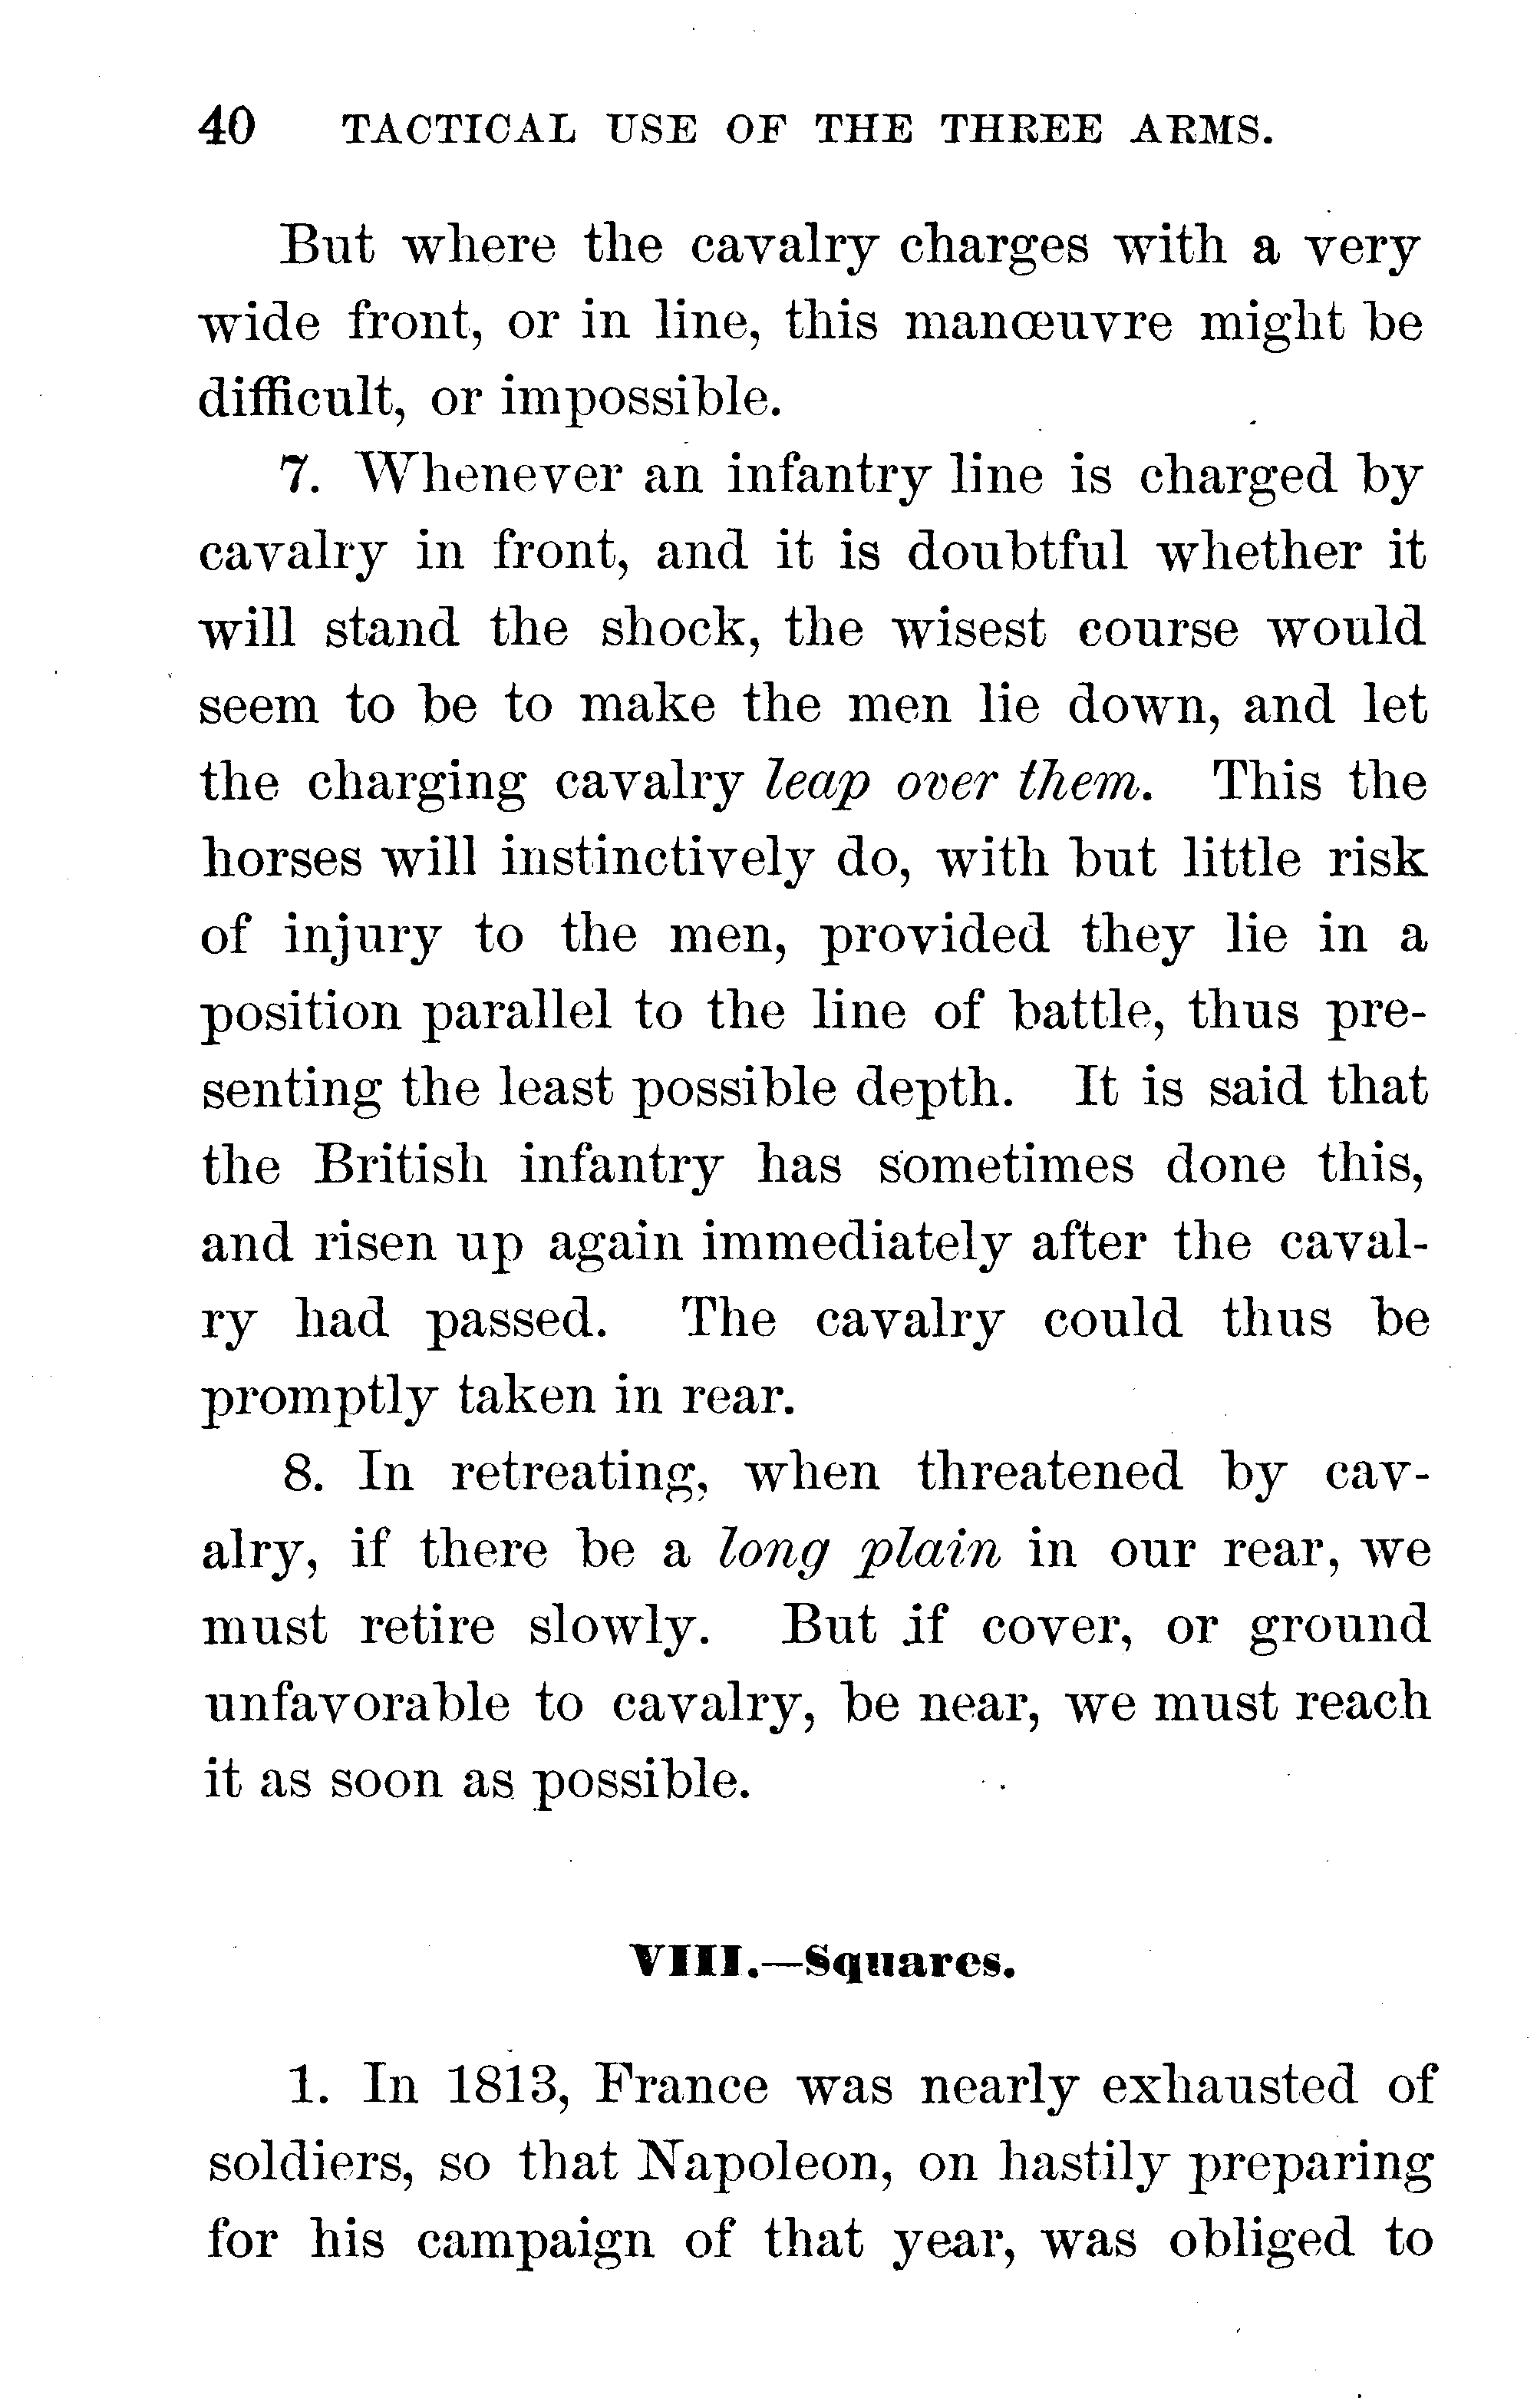 40 TACTICAL USE OF THE THREE ARMS.
But where the cavalry charges with a very
wide front, or in line, this manœuvre might be
difficult, or impossible.
7. Whenever an infantry line is charged by
cavalry in front, and it is doubtful whether it
will stand the shock, the wisest course would
seem to be to make the men lie down, and let
the charging cavalry leap over them. This the
horses will instinctively do, with but little risk
of injury to the men, provided they lie in a
position parallel to the line of battle, thus pre-
senting the least possible depth. It is said that
the British infantry has sometimes done this,
and risen up again immediately after the caval-
ry had passed. The cavalry could thus be
promptly taken in rear.
8. In retreating, when threatened by cav-
alry, if there be a long plain in our rear, we
must retire slowly. But if cover, or ground
unfavorable to cavalry, be near, we must reach
it as soon as possible.
VIII.—Squares.
1. In 1813, France was nearly exhausted of
soldiers, so that Napoleon, on hastily preparing
for his campaign of that year, was obliged to